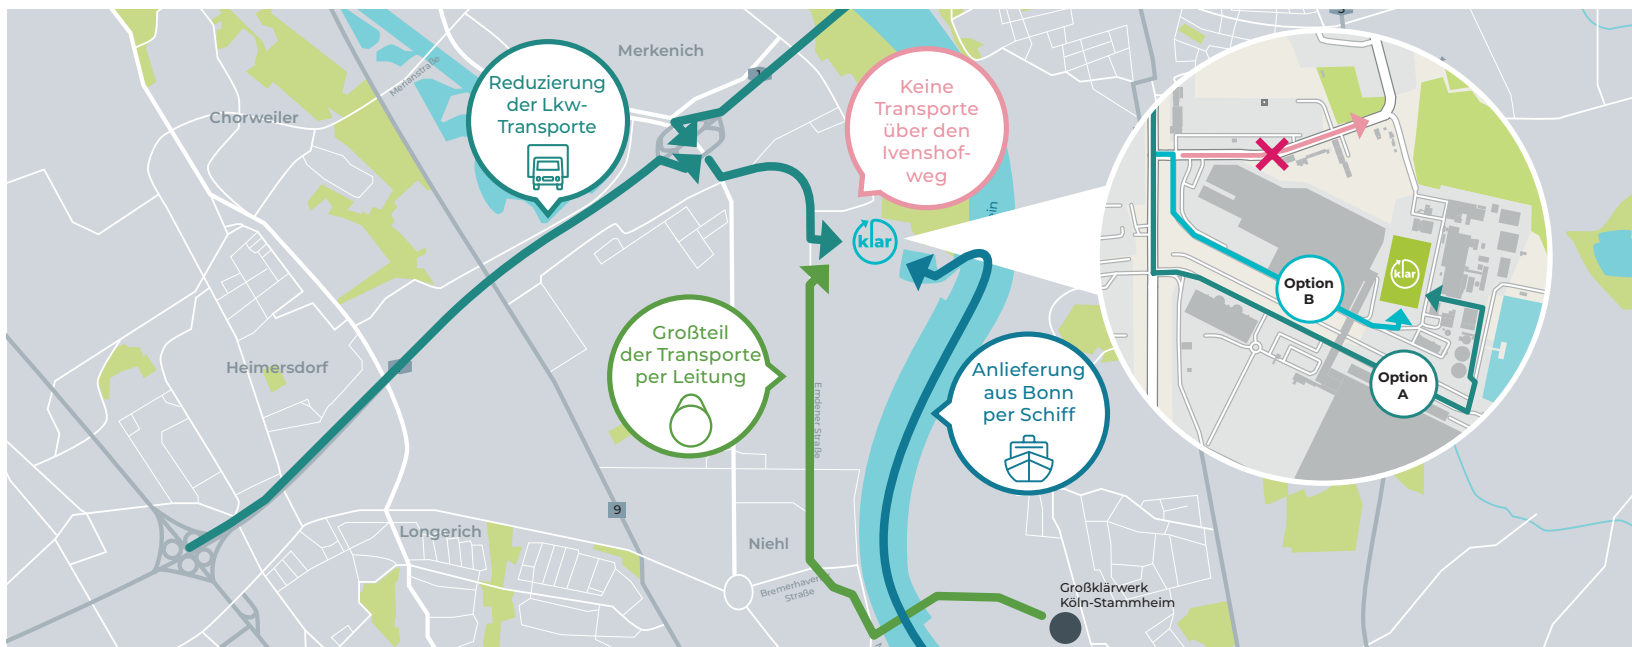 Merkenich
Reduzierung
der Lkw-
Transporte
Merianstraße
Chorweiler
Keine
Transporte
über den
Ivenshof-
weg
klar
Option
B
klar
Option
A
Großteil
der Transporte
per Leitung
Heimersdorf
Emdener Straße
Anlieferung
aus Bonn
per Schiff
9
Longerich
Niehl
Bremerhavener
Straße
Großklärwerk
Köln-Stammheim